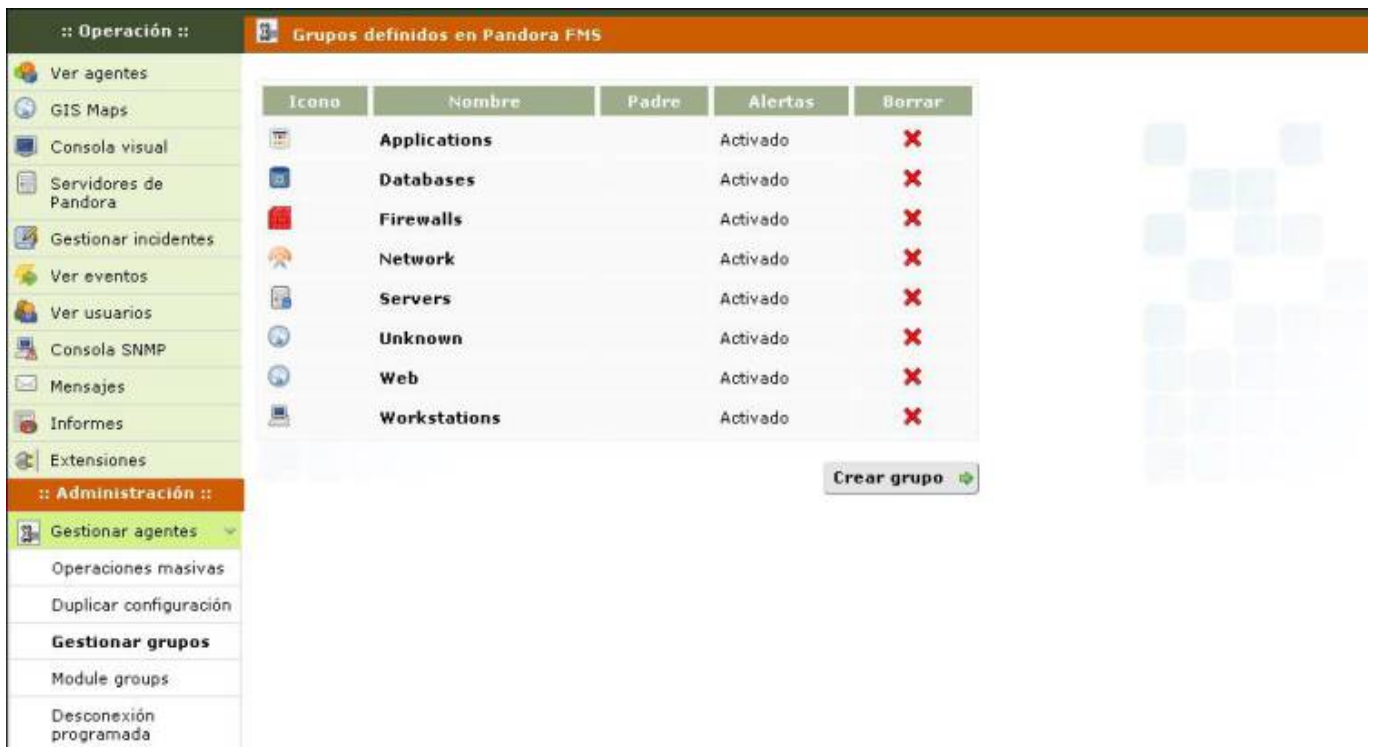 :: Operación ::
Ver agentes
GIS Maps
Consola visual
Servidores de
Pandora
Gestionar incidentes
Ver eventos
Ver usuarios
Consola SNMP
Mensajes
Informes
Extensiones
:: Administración ::
Gestionar agentes
Operaciones masivas
Duplicar configuración
Gestionar grupos
Module groups
Desconexión
programada
Grupos definidos en Pandora FMS
Icono Nombre Padre Alertas Borrar
Applications Activado
Databases Activado
Firewalls Activado
Network Activado
Servers Activado
Unknown Activado
Web Activado
Workstations Activado
Crear grupo